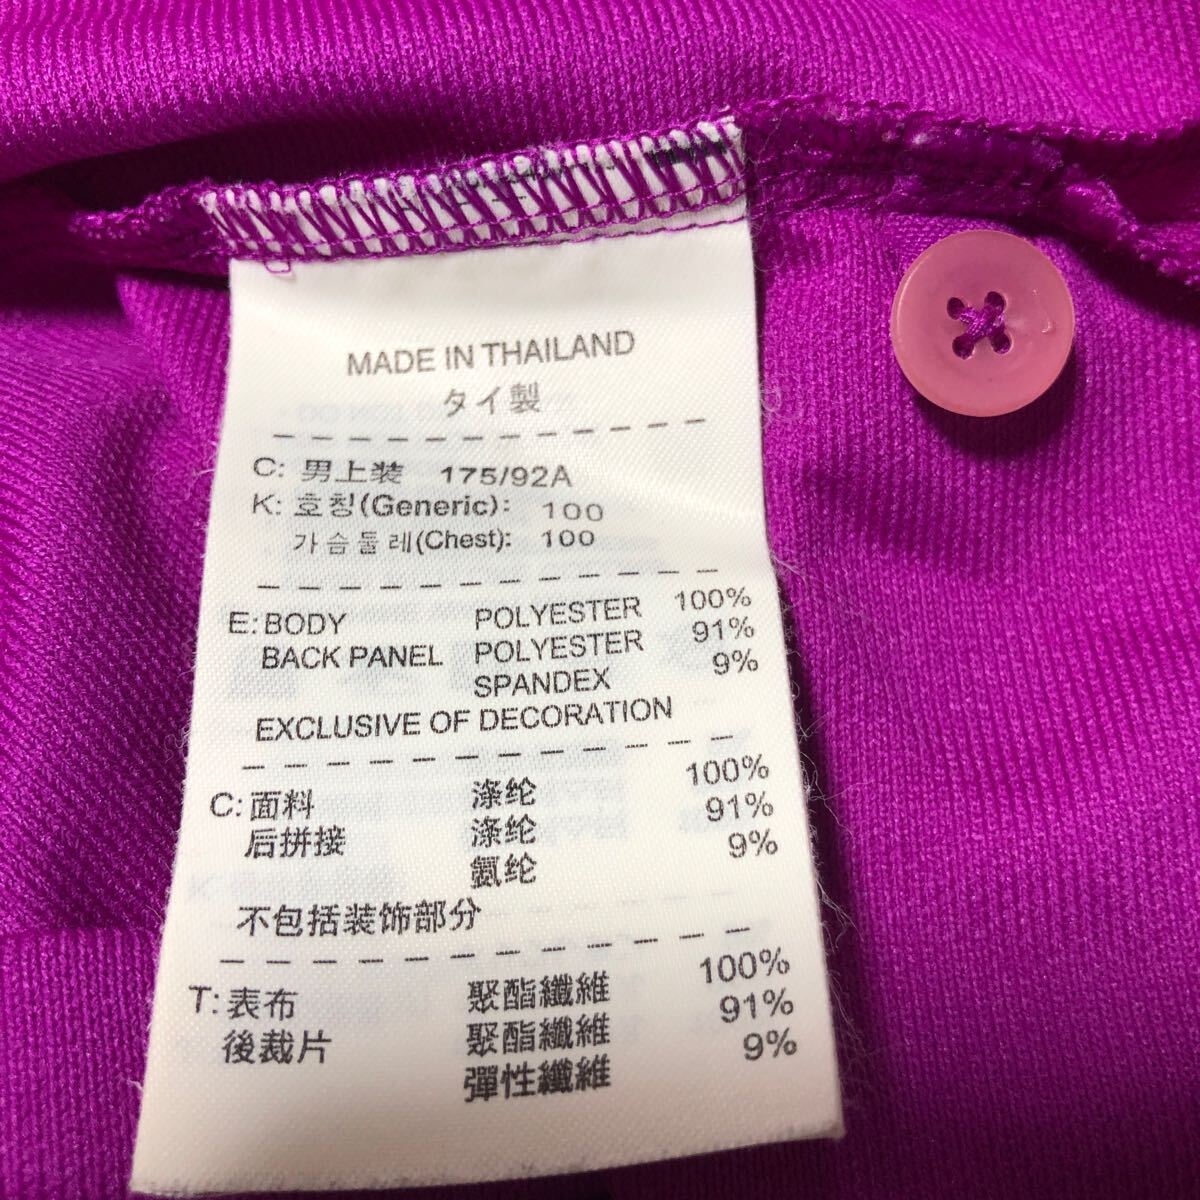 MADE IN THAILAND
タイ製
C: 男上装 175/92A
K: 호칭(Generic): 100
가슴둘레(Chest): 100
E: BODY POLYESTER 100%
BACK PANEL POLYESTER 91%
SPANDEX 9%
EXCLUSIVE OF DECORATION
C: 面料 涤纶 100%
后拼接 涤纶 91%
氨纶 9%
不包括装饰部分
T: 表布 聚酯纖維 100%
後裁片 聚酯纖維 91%
彈性纖維 9%